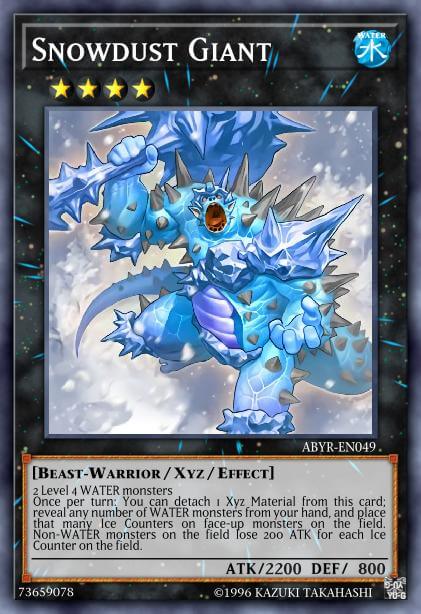 Snowdust Giant
WATER
水
ABYR-EN049
[Beast-Warrior / Xyz / Effect]
2 Level 4 WATER monsters
Once per turn: You can detach 1 Xyz Material from this card;
reveal any number of WATER monsters from your hand, and place
that many Ice Counters on face-up monsters on the field.
Non-WATER monsters on the field lose 200 ATK for each Ice
Counter on the field.
ATK/2200 DEF/ 800
73659078
©1996 KAZUKI TAKAHASHI